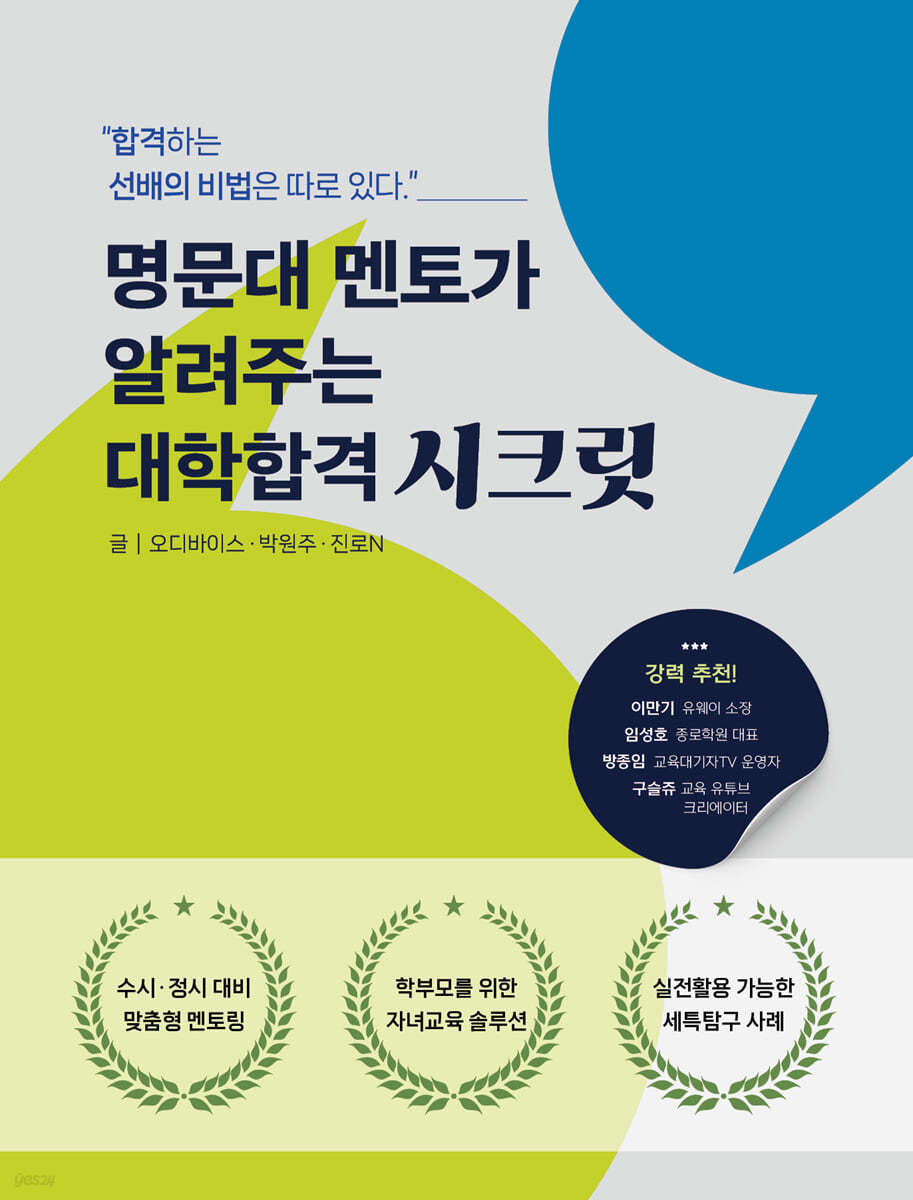 "합격하는
선배의 비법은 따로 있다."
명문대 멘토가
알려주는
대학합격 시크릿
글 | 오디바이스 · 박원주 · 진로N
강력 추천!
이만기 유웨이 소장
임성호 종로학원 대표
방종임 교육대기자TV 운영자
구슬쥬 교육 유튜브
크리에이터
수시 · 정시 대비
맞춤형 멘토링
학부모를 위한
자녀교육 솔루션
실전활용 가능한
세특탐구 사례
yes24